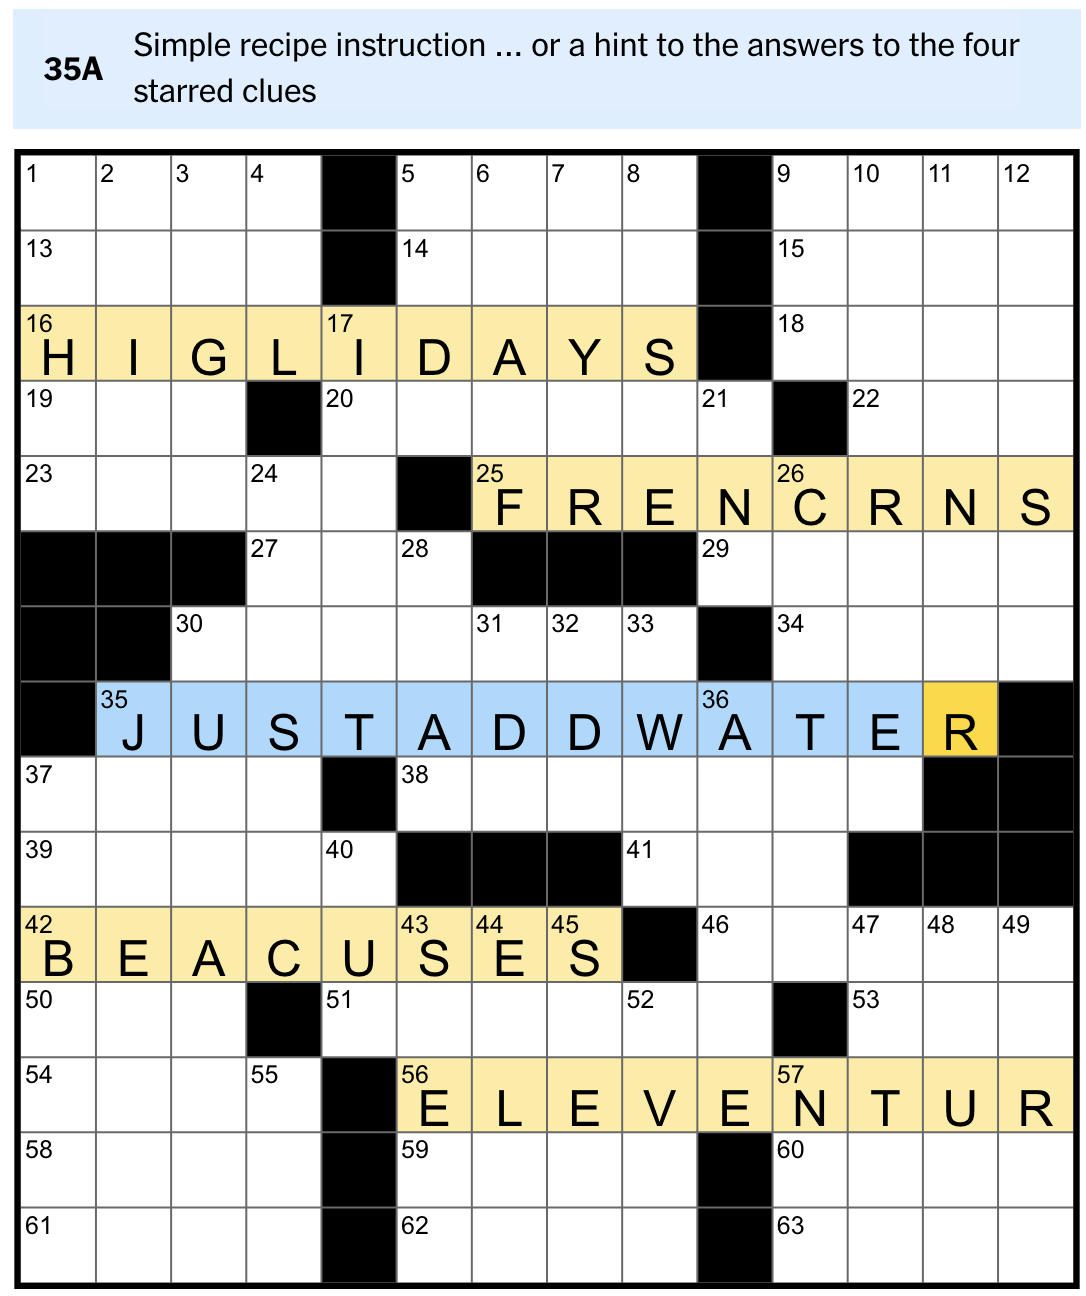 35A Simple recipe instruction ... or a hint to the answers to the four
starred clues
1 2 3 4 5 6 7 8 9 10 11 12
13 14 15
16 17 18
H I G L I D A Y S
19 20 21 22
23 24 25 26
F R E N C R N S
27 28 29
30 31 32 33 34
35 36
J U S T A D D W A T E R
37 38
39 40 41
42 43 44 45 46 47 48 49
B E A C U S E S
50 51 52 53
54 55 56 57
E L E V E N T U R
58 59 60
61 62 63